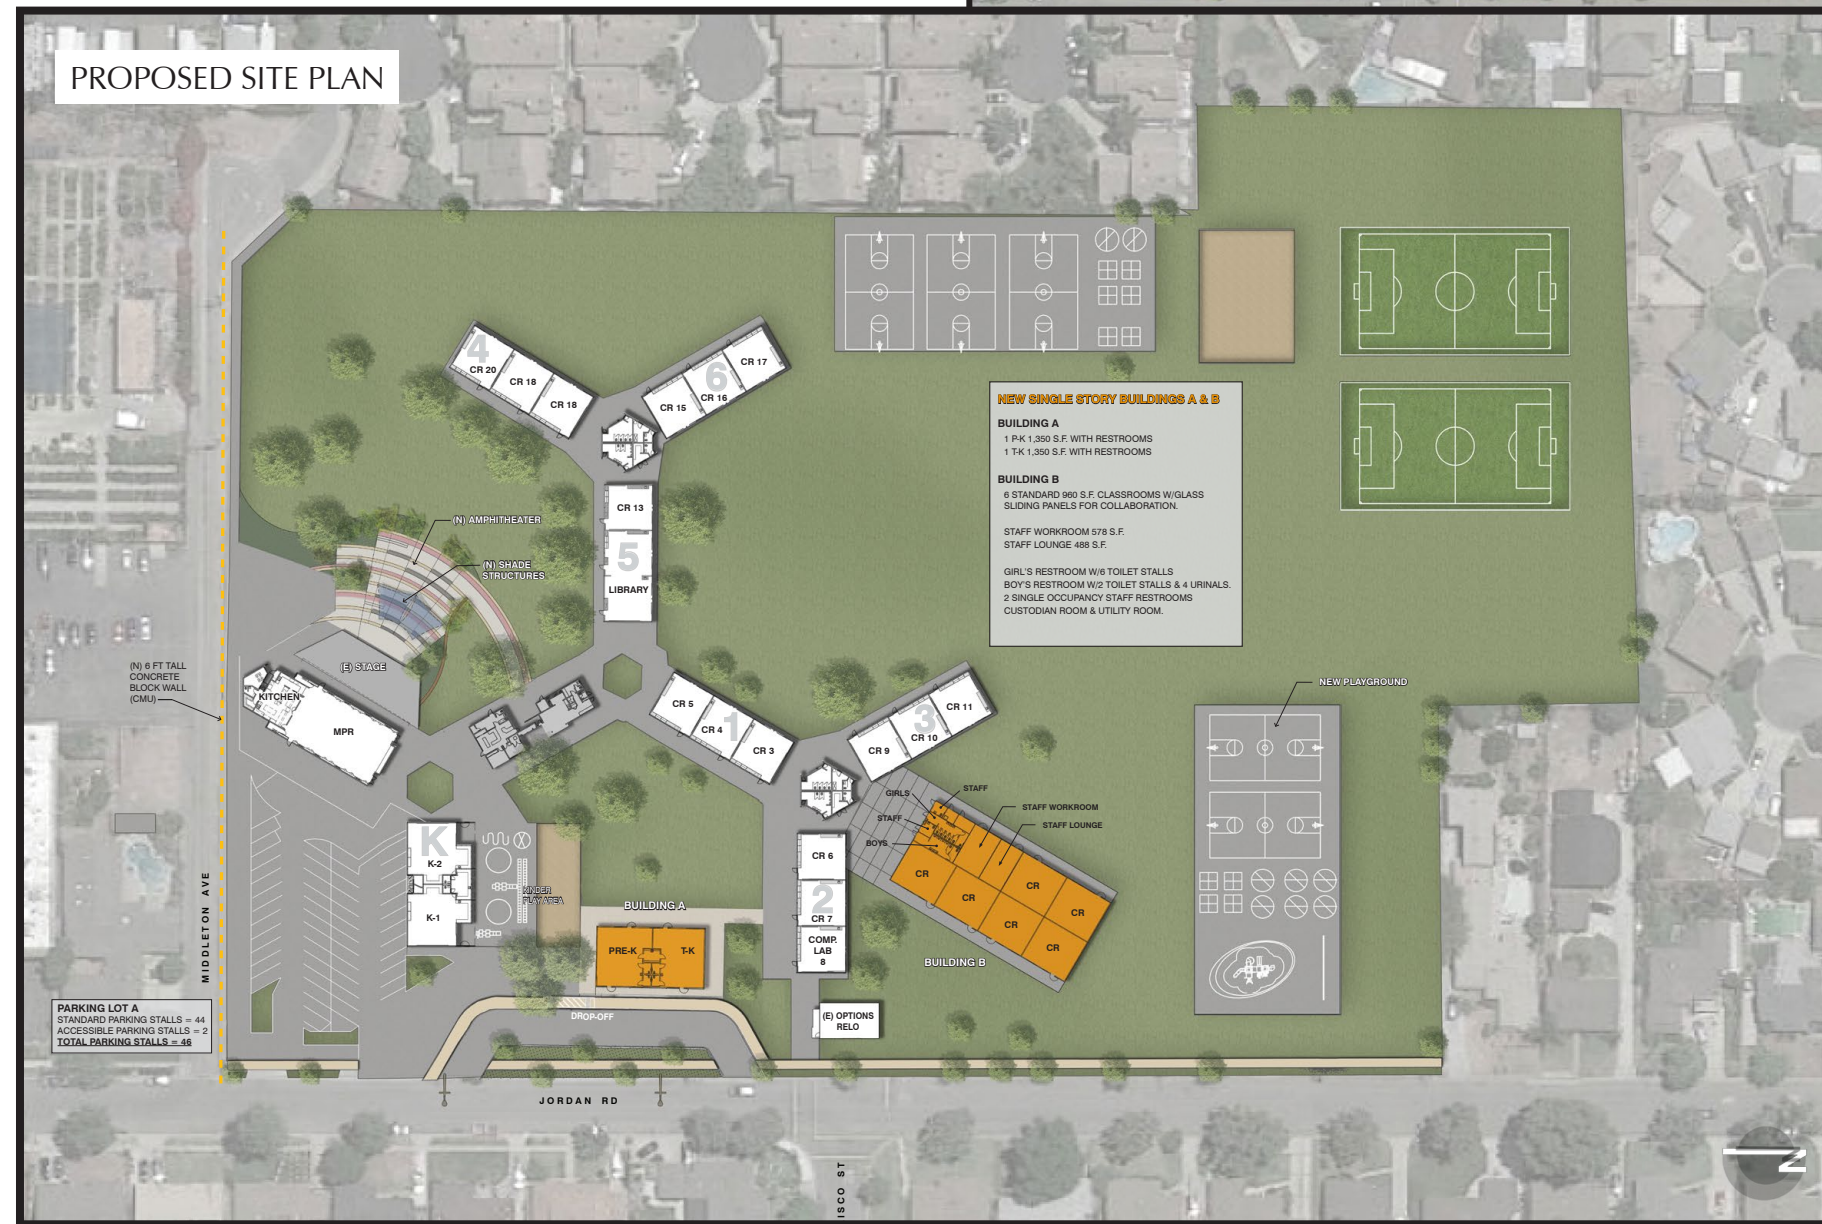 PROPOSED SITE PLAN
4
CR 20
CR 18
CR 18
6
CR 15
CR 16
CR 17
NEW SINGLE STORY BUILDINGS A & B
BUILDING A
1 P-K 1,350 S.F. WITH RESTROOMS
1 T-K 1,350 S.F. WITH RESTROOMS
BUILDING B
6 STANDARD 960 S.F. CLASSROOMS W/GLASS
SLIDING PANELS FOR COLLABORATION.
STAFF WORKROOM 578 S.F.
STAFF LOUNGE 488 S.F.
GIRL'S RESTROOM W/6 TOILET STALLS
BOY'S RESTROOM W/2 TOILET STALLS & 4 URINALS.
2 SINGLE OCCUPANCY STAFF RESTROOMS
CUSTODIAN ROOM & UTILITY ROOM.
CR 13
5
LIBRARY
(N) AMPHITHEATER
(N) SHADE
STRUCTURES
(E) STAGE
(N) 6 FT TALL
CONCRETE
BLOCK WALL
(CMU)
KITCHEN
MPR
CR 5
1
CR 4
CR 3
3
CR 9
CR 10
CR 11
NEW PLAYGROUND
GIRLS
STAFF
STAFF
BOYS
STAFF WORKROOM
STAFF LOUNGE
K
K-2
K-1
KINDER
PLAY AREA
CR 6
2
CR 7
COMP.
LAB
8
CR
CR
CR
CR
CR
CR
BUILDING A
PRE-K
T-K
BUILDING B
MIDDLETON AVE
PARKING LOT A
STANDARD PARKING STALLS = 44
ACCESSIBLE PARKING STALLS = 2
TOTAL PARKING STALLS = 46
DROP-OFF
(E) OPTIONS
RELO
JORDAN RD
ISCO ST
N